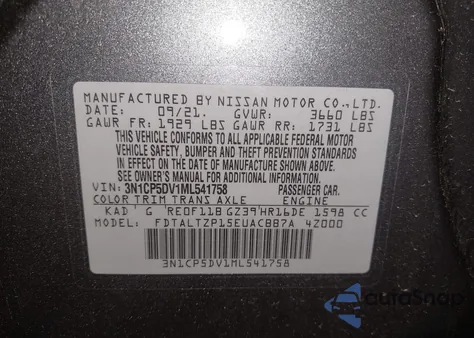 MANUFACTURED BY NISSAN MOTOR CO.,LTD.
DATE: 09/21. GVWR: 3660 LBS
GAWR FR: 1929 LBS GAWR RR: 1731 LBS
THIS VEHICLE CONFORMS TO ALL APPLICABLE FEDERAL MOTOR
VEHICLE SAFETY, BUMPER AND THEFT PREVENTION STANDARDS
IN EFFECT ON THE DATE OF MANUFACTURE SHOWN ABOVE.
SEE OWNER'S MANUAL FOR ADDITIONAL INFORMATION.
VIN: 3N1CP5DV1ML541758 PASSENGER CAR.
COLOR TRIM TRANS AXLE ENGINE
KAD G RE0F11B GZ39 HR16DE 1598 CC
MODEL: FDTALTZP15EUACBB7A 42000
3N1CP5DV1ML541758
AutoSnap